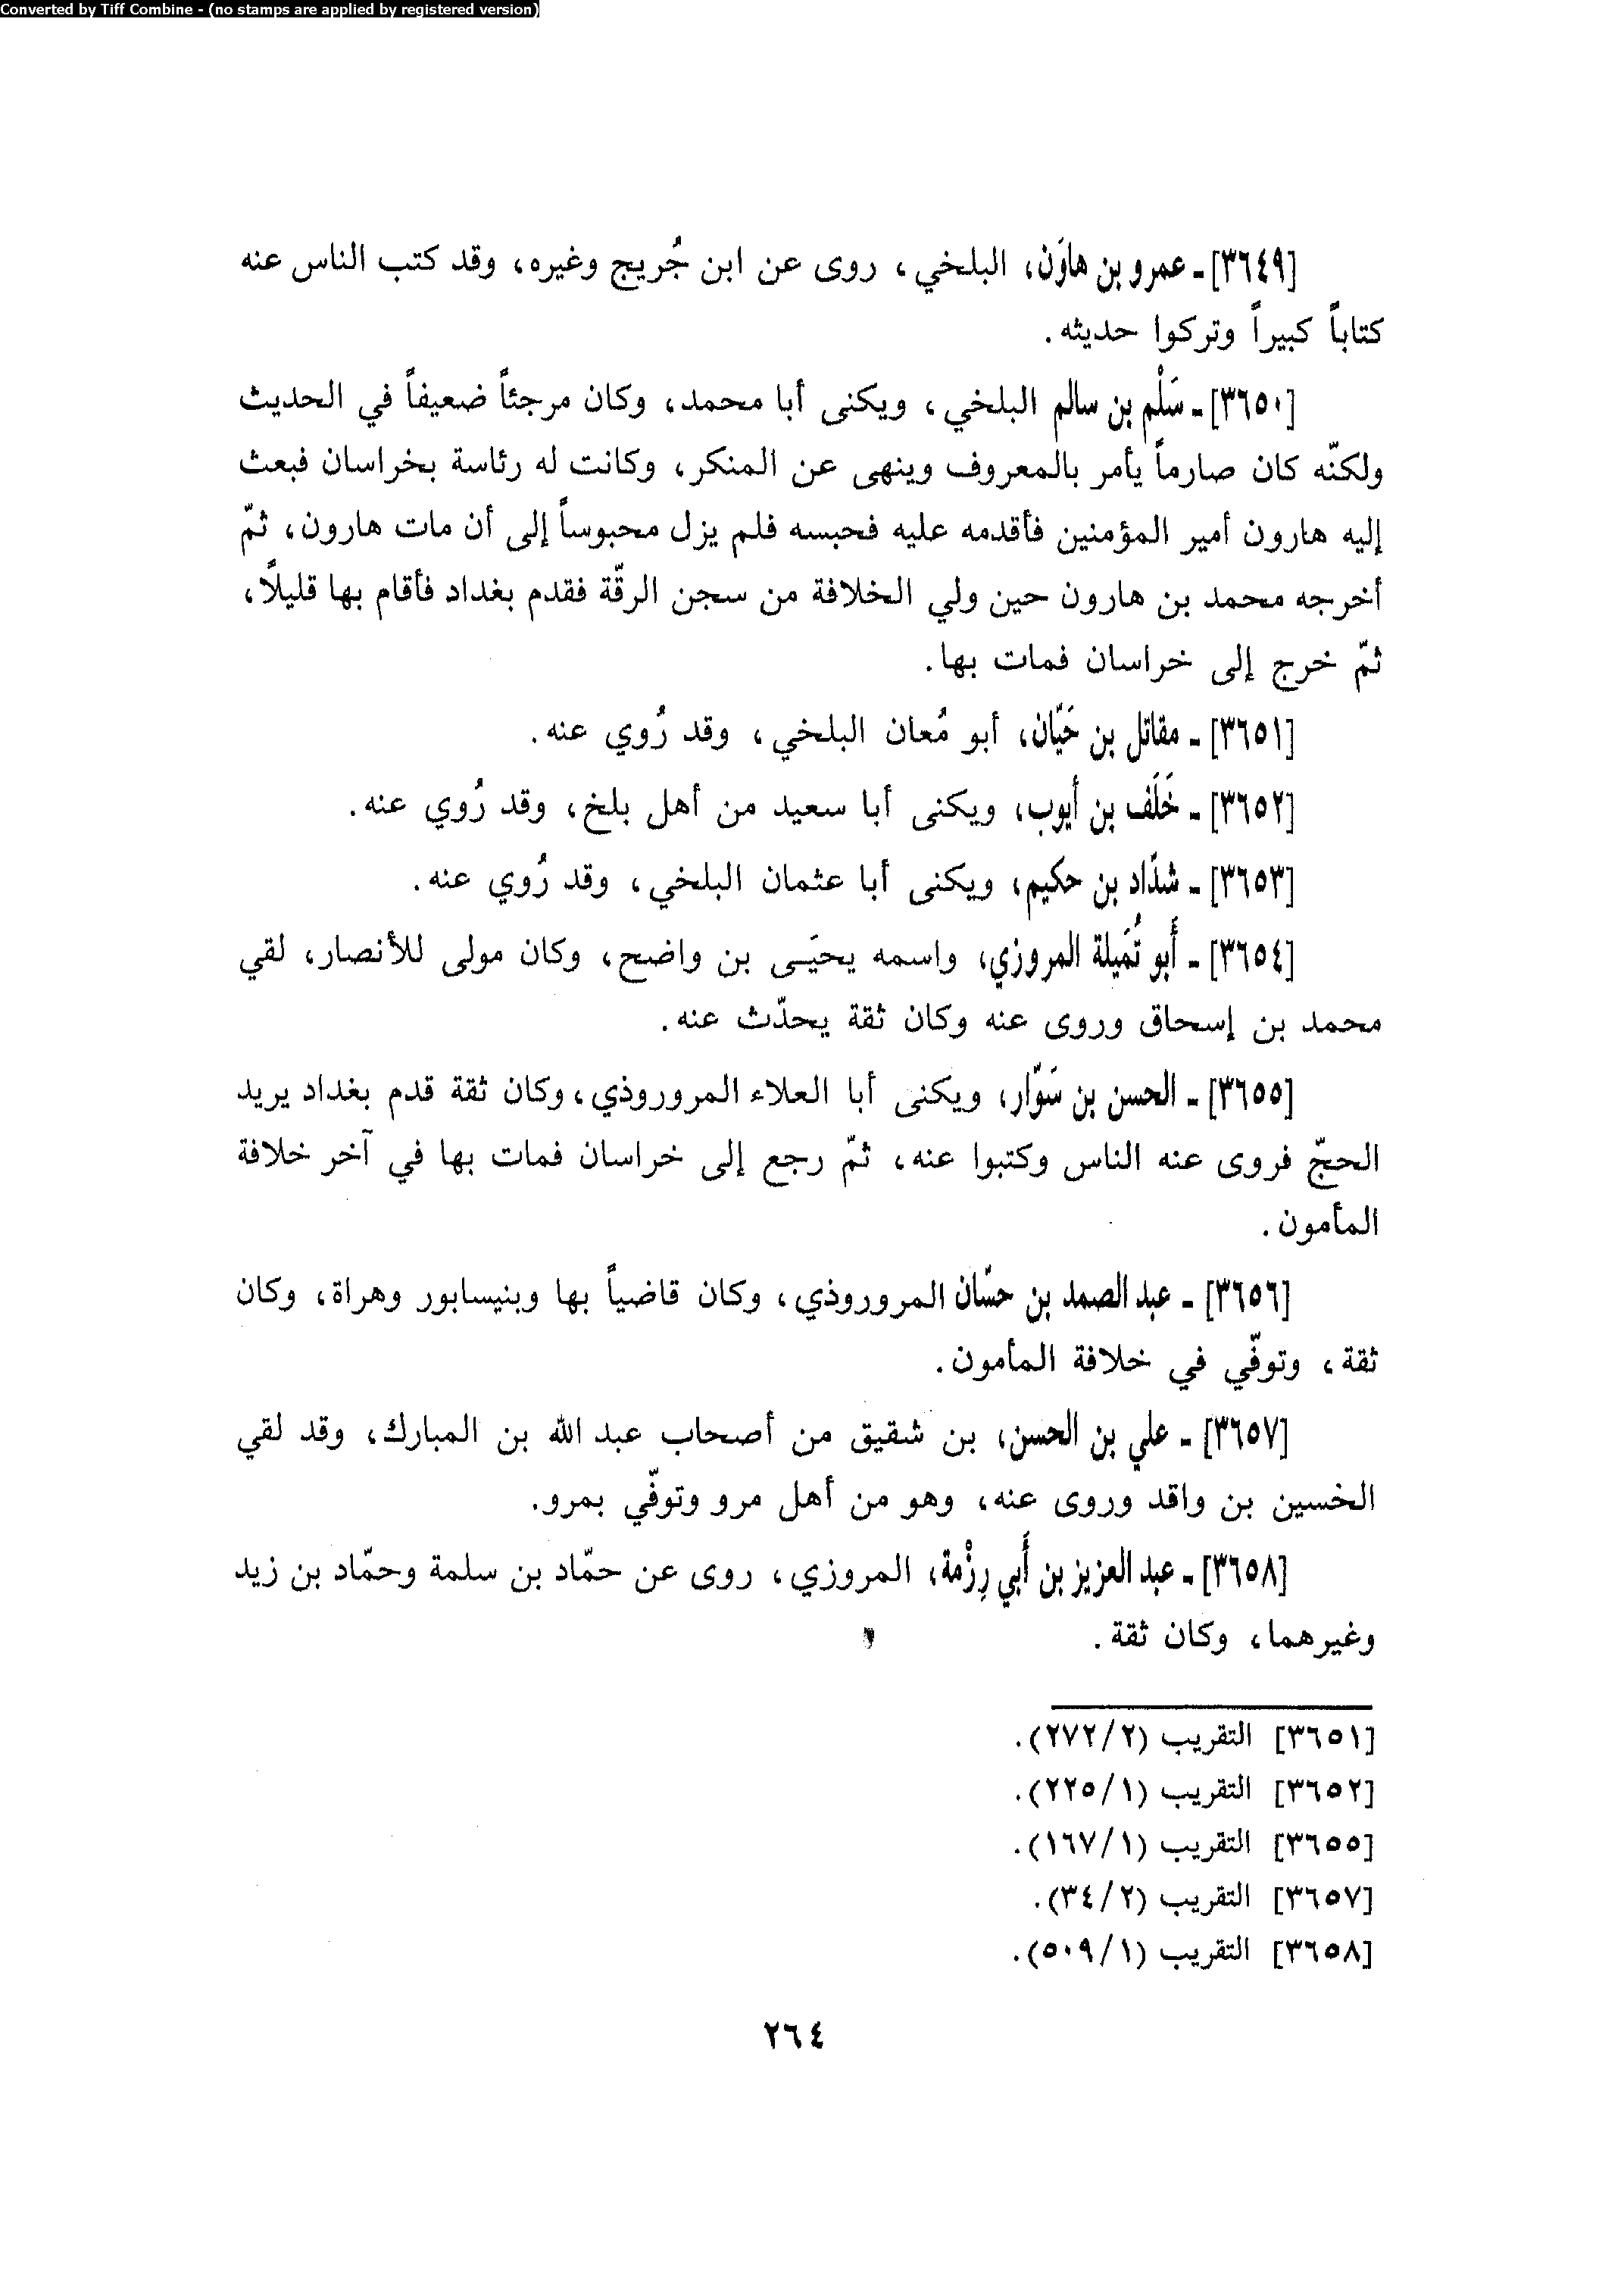 Converted by Tiff Combine - (no stamps are applied by registered version)
[٣٦٤٩] ـ عمرو بن هاوَن، البلخي، روى عن ابن جُريج وغيره، وقد كتب الناس عنه
كتاباً كبيراً وتركوا حديثه.
[٣٦٥٠] ـ سَلْم بن سالم البلخي، ويكنى أبا محمد، وكان مرجئاً ضعيفاً في الحديث
ولكنّه كان صارماً يأمر بالمعروف وينهى عن المنكر، وكانت له رئاسة بخراسان فبعث
إليه هارون أمير المؤمنين فأقدمه عليه فحبسه فلم يزل محبوساً إلى أن مات هارون، ثمّ
أخرجه محمد بن هارون حين ولي الخلافة من سجن الرقّة فقدم بغداد فأقام بها قليلاً،
ثمّ خرج إلى خراسان فمات بها.
[٣٦٥١] ـ مقاتل بن حَيّان، أبو مُعان البلخي، وقد رُوي عنه.
[٣٦٥٢] ـ خَلَف بن أيوب، ويكنى أبا سعيد من أهل بلخ، وقد رُوي عنه.
[٣٦٥٣] ـ شدّاد بن حكيم، ويكنى أبا عثمان البلخي، وقد رُوي عنه.
[٣٦٥٤] ـ أَبو تُمَيلة المروزي، واسمه يحيَـى بن واضح، وكان مولى للأنصار، لقي
محمد بن إسحاق وروى عنه وكان ثقة يحدّث عنه.
[٣٦٥٥] ـ الحسن بن سَوّار، ويكنى أبا العلاء المروروذي، وكان ثقة قدم بغداد يريد
الحجّ فروى عنه الناس وكتبوا عنه، ثمّ رجع إلى خراسان فمات بها في آخر خلافة
المأمون.
[٣٦٥٦] ـ عبد الصمد بن حسّان المروروذي، وكان قاضياً بها وبنيسابور وهراة، وكان
ثقة، وتوفّي في خلافة المأمون.
[٣٦٥٧] ـ علي بن الحسن، بن شقيق من أصحاب عبد الله بن المبارك، وقد لقي
الخسين بن واقد وروى عنه، وهو من أهل مرو وتوفّي بمرو.
[٣٦٥٨] ـ عبد العزيز بن أَبي رِزْمة، المروزي، روى عن حمّاد بن سلمة وحمّاد بن زيد
وغيرهما، وكان ثقة.
[٣٦٥١] التقريب (٢/ ٢٧٢).
[٣٦٥٢] التقريب (١/ ٢٢٥).
[٣٦٥٥] التقريب (١/ ١٦٧).
[٣٦٥٧] التقريب (٢/ ٣٤).
[٣٦٥٨] التقريب (١/ ٥٠٩).
٢٦٤